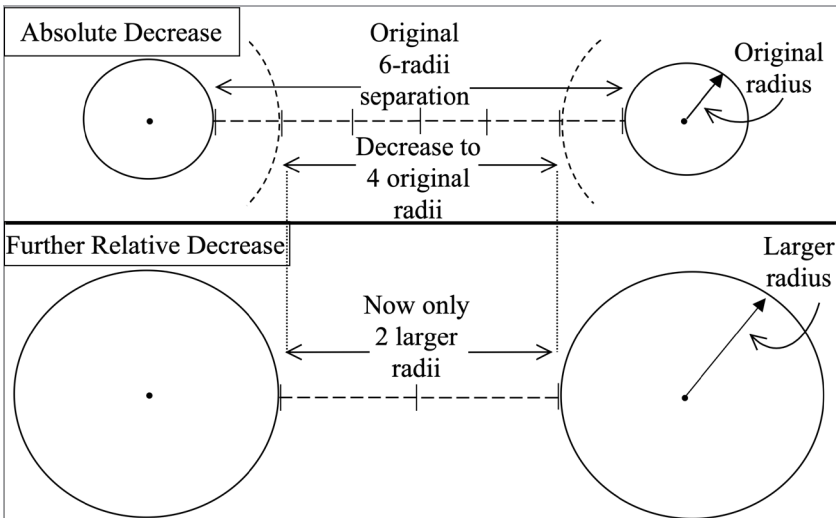 Absolute Decrease
Original
6-radii
separation
Original
radius
Decrease to
4 original
radii
Further Relative Decrease
Larger
radius
Now only
2 larger
radii